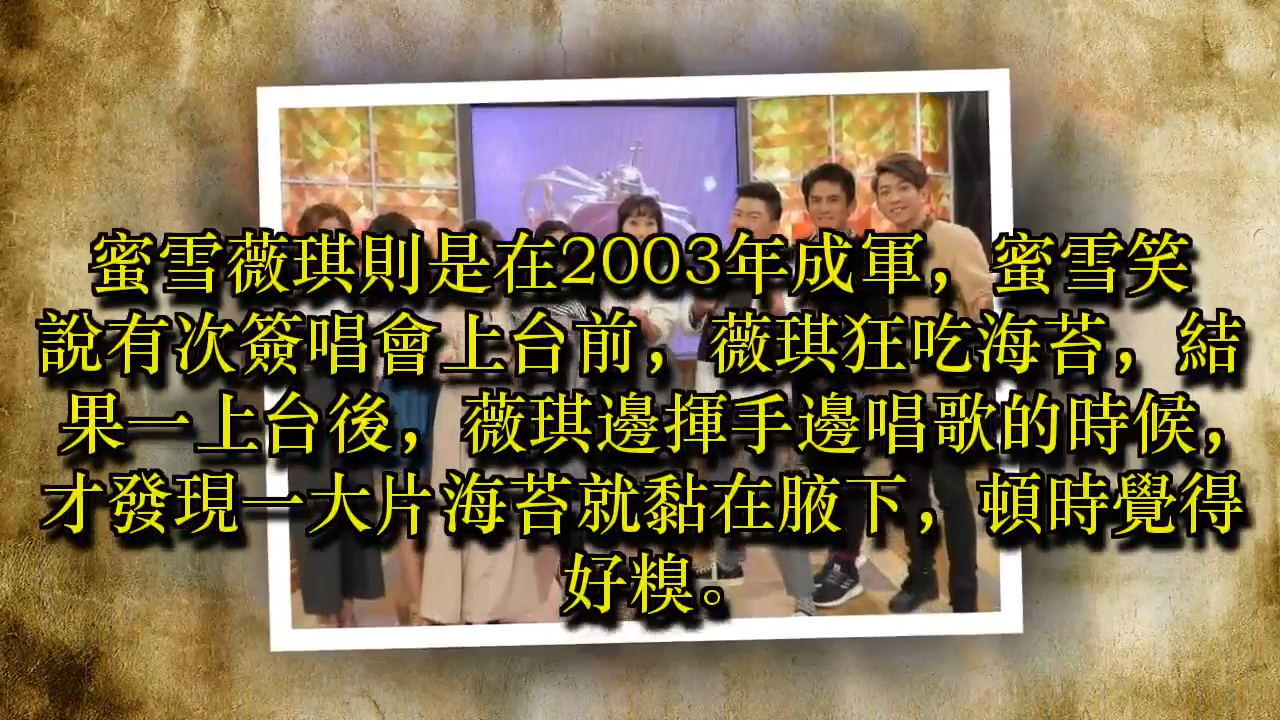 蜜雪薇琪則是在2003年成軍，蜜雪笑
說有次簽唱會上台前，薇琪狂吃海苔，結
果一上台後，薇琪邊揮手邊唱歌的時候，
才發現一大片海苔就黏在腋下，頓時覺得
好糗。